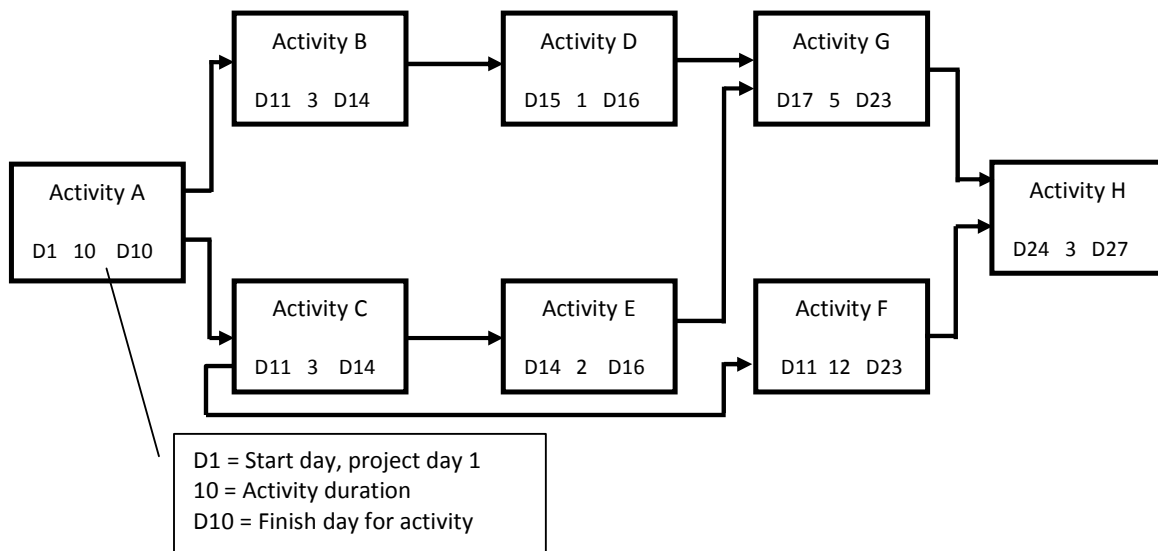 Activity B
D11 3 D14
Activity D
D15 1 D16
Activity G
D17 5 D23
Activity A
D1 10 D10
Activity H
D24 3 D27
Activity C
D11 3 D14
Activity E
D14 2 D16
Activity F
D11 12 D23
D1 = Start day, project day 1
10 = Activity duration
D10 = Finish day for activity